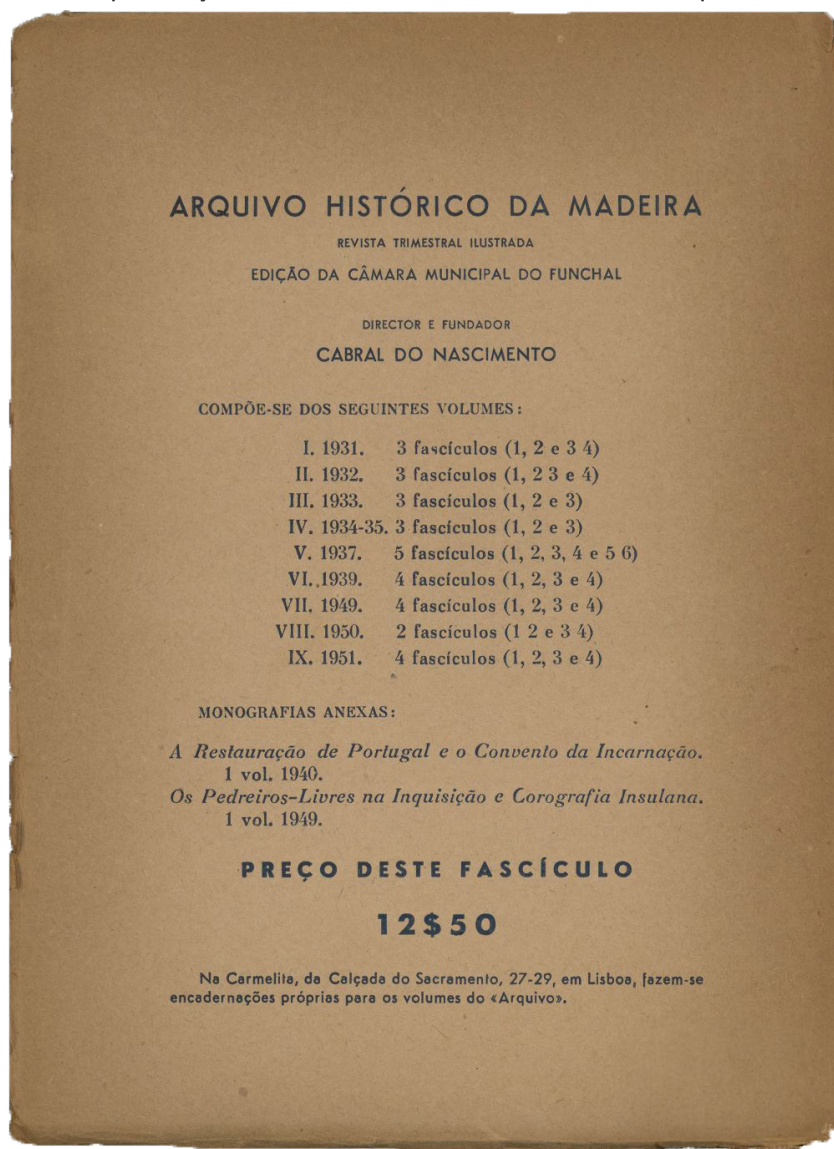 ARQUIVO HISTÓRICO DA MADEIRA
REVISTA TRIMESTRAL ILUSTRADA
EDIÇÃO DA CÂMARA MUNICIPAL DO FUNCHAL
DIRECTOR E FUNDADOR
CABRAL DO NASCIMENTO
COMPÕE-SE DOS SEGUINTES VOLUMES:
I. 1931. 3 fascículos (1, 2 e 3 4)
II. 1932. 3 fascículos (1, 2 3 e 4)
III. 1933. 3 fascículos (1, 2 e 3)
IV. 1934-35. 3 fascículos (1, 2 e 3)
V. 1937. 5 fascículos (1, 2, 3, 4 e 5 6)
VI. 1939. 4 fascículos (1, 2, 3 e 4)
VII. 1949. 4 fascículos (1, 2, 3 e 4)
VIII. 1950. 2 fascículos (1 2 e 3 4)
IX. 1951. 4 fascículos (1, 2, 3 e 4)
MONOGRAFIAS ANEXAS:
A Restauração de Portugal e o Convento da Incarnação.
1 vol. 1940.
Os Pedreiros-Livres na Inquisição e Corografia Insulana.
1 vol. 1949.
PREÇO DESTE FASCÍCULO
12$50
Na Carmelita, da Calçada do Sacramento, 27-29, em Lisboa, fazem-se
encadernações próprias para os volumes do «Arquivo».